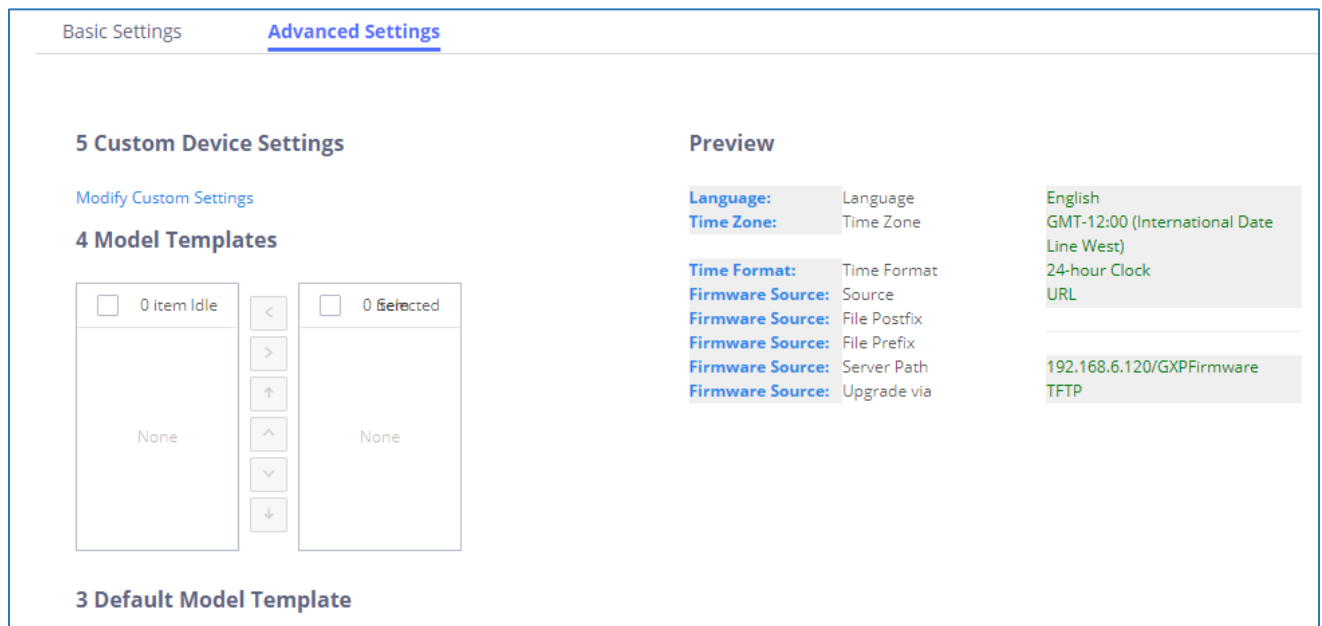 Basic Settings Advanced Settings
5 Custom Device Settings
Modify Custom Settings
4 Model Templates
0 item Idle
0 Selected
None
None
3 Default Model Template
Preview
Language: Language English
Time Zone: Time Zone GMT-12:00 (International Date
Line West)
Time Format: Time Format 24-hour Clock
Firmware Source: Source URL
Firmware Source: File Postfix
Firmware Source: File Prefix
Firmware Source: Server Path 192.168.6.120/GXPFirmware
Firmware Source: Upgrade via TFTP